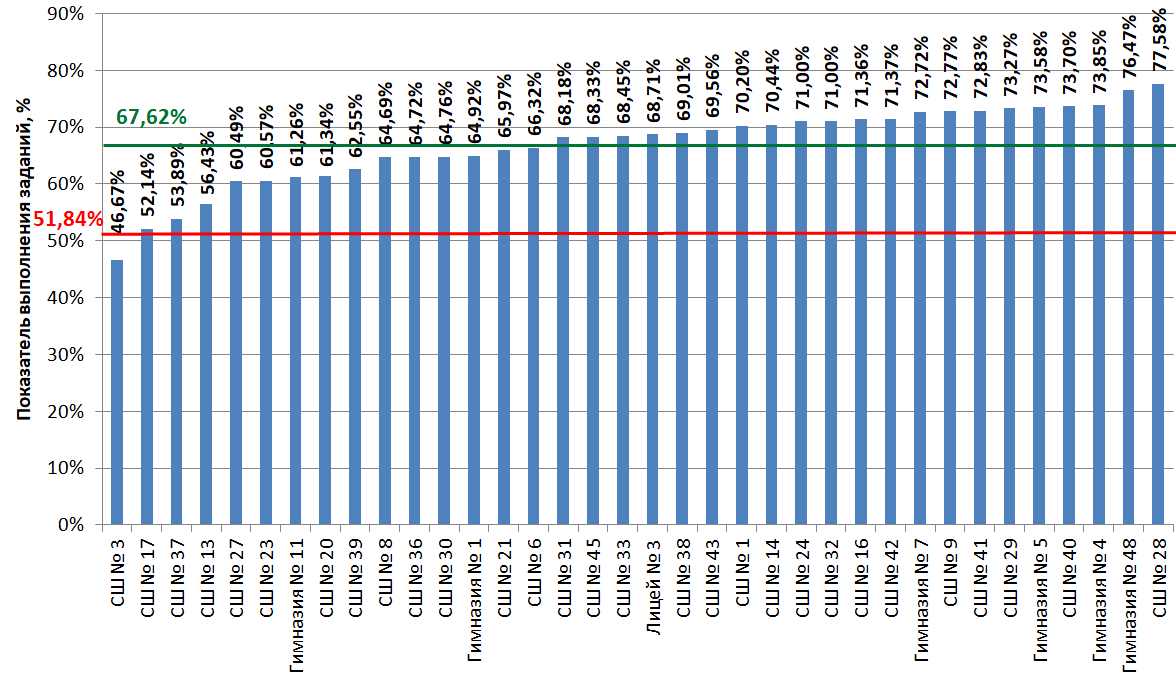 Показатель выполнения заданий, %
90%
80%
70%
60%
50%
40%
30%
20%
10%
0%
67,62%
51,84%
46,67%
52,14%
53,89%
56,43%
60,49%
60,57%
61,26%
61,34%
62,55%
64,69%
64,72%
64,76%
64,92%
65,97%
66,32%
68,18%
68,33%
68,45%
68,71%
69,01%
69,56%
70,20%
70,44%
71,00%
71,00%
71,36%
71,37%
72,72%
72,77%
72,83%
73,27%
73,58%
73,70%
73,85%
76,47%
77,58%
СШ № 3
СШ № 17
СШ № 37
СШ № 13
СШ № 27
СШ № 23
Гимназия № 11
СШ № 20
СШ № 39
СШ № 8
СШ № 36
СШ № 30
Гимназия № 1
СШ № 21
СШ № 6
СШ № 31
СШ № 45
СШ № 33
Лицей № 3
СШ № 38
СШ № 43
СШ № 1
СШ № 14
СШ № 24
СШ № 32
СШ № 16
СШ № 42
Гимназия № 7
СШ № 9
СШ № 41
СШ № 29
Гимназия № 5
СШ № 40
Гимназия № 4
Гимназия № 48
СШ № 28